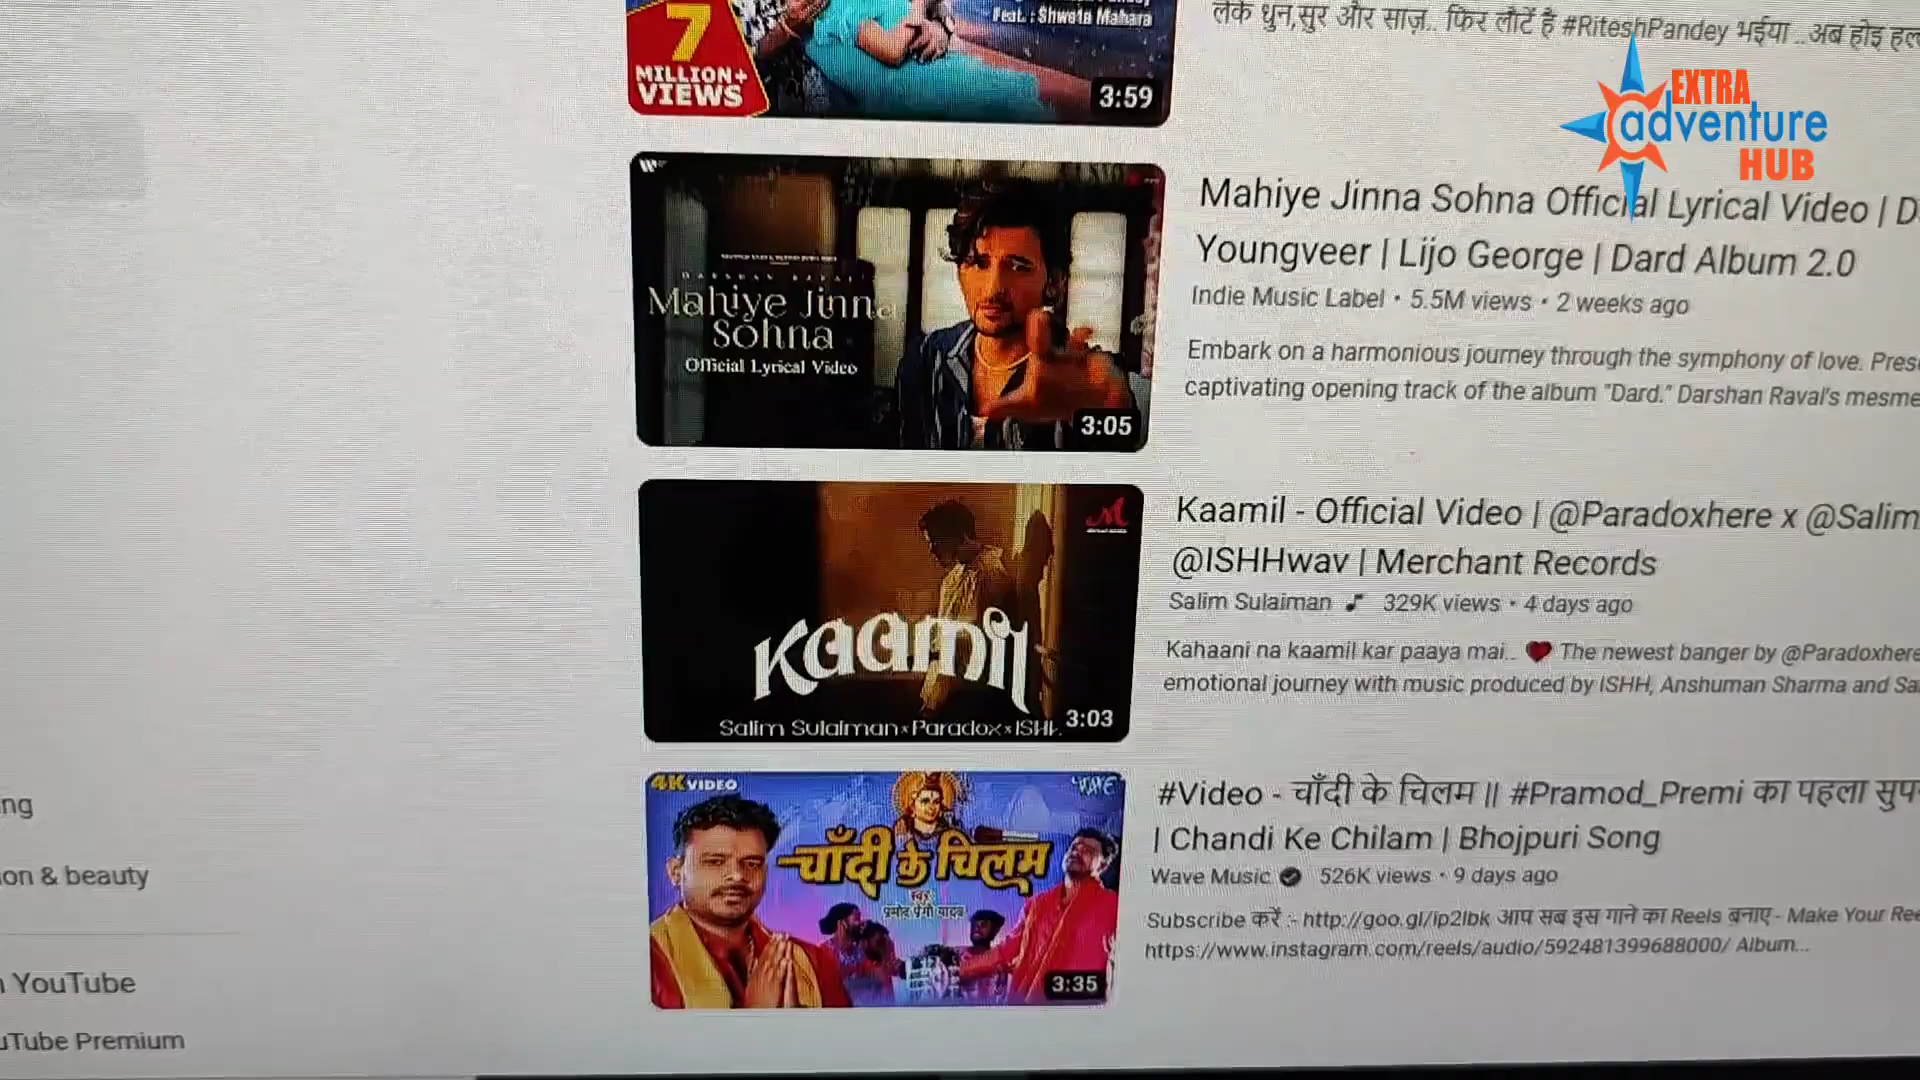 Feat. : Shweta Mahara
7
MILLION+
VIEWS
3:59
लेके धुन,सुर और साज़.. फिर लौटें है #RiteshPandey भईया ..अब होइ
EXTRA
adventure
HUB
Mahiye Jinna Sohna
Official Lyrical Video
3:05
Mahiye Jinna Sohna Official Lyrical Video | D
Youngveer | Lijo George | Dard Album 2.0
Indie Music Label • 5.5M views • 2 weeks ago
Embark on a harmonious journey through the symphony of love. Pres
captivating opening track of the album "Dard." Darshan Raval's mesme
Kaamil
Salim Sulaiman x Paradox x ISHH
3:03
Kaamil - Official Video | @Paradoxhere x @Salim
@ISHHwav | Merchant Records
Salim Sulaiman 329K views • 4 days ago
Kahaani na kaamil kar paaya mai.. ❤ The newest banger by @Paradoxhere
emotional journey with music produced by ISHH, Anshuman Sharma and Sa
4K VIDEO
WAVE
चाँदी के चिलम
स्वर
प्रमोद प्रेमी यादव
3:35
#Video - चाँदी के चिलम || #Pramod_Premi का पहला सुप
| Chandi Ke Chilam | Bhojpuri Song
Wave Music 526K views • 9 days ago
Subscribe करें :- http://goo.gl/ip2lbk आप सब इस गाने का Reels बनाए - Make Your Ree
https://www.instagram.com/reels/audio/592481399688000/ Album...
ng
on & beauty
YouTube
uTube Premium